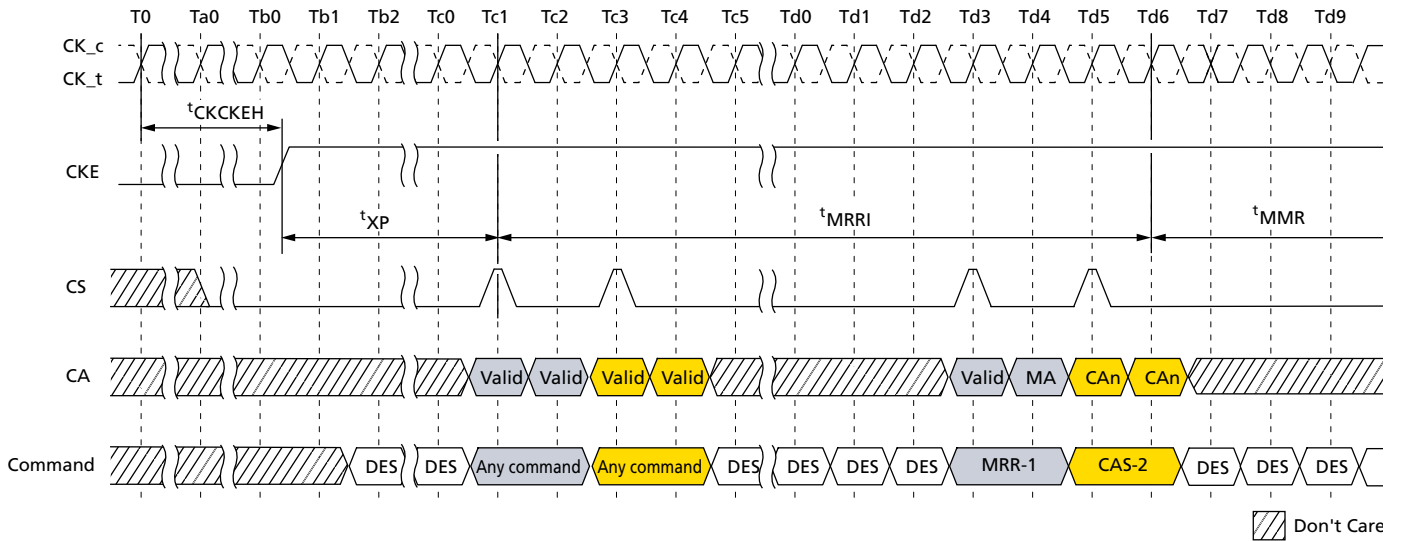 T0 Ta0 Tb0 Tb1 Tb2 Tc0 Tc1 Tc2 Tc3 Tc4 Tc5 Td0 Td1 Td2 Td3 Td4 Td5 Td6 Td7 Td8 Td9
CK_c
CK_t
tCKCKEH
CKE
tXP tMRRI tMMR
CS
CA Valid Valid Valid Valid Valid MA CAn CAn
Command DES DES Any command Any command DES DES DES DES MRR-1 CAS-2 DES DES DES
Don't Care